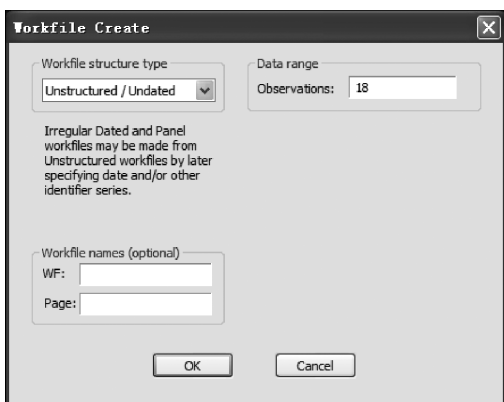 Workfile Create
Workfile structure type
Unstructured / Undated
Irregular Dated and Panel
workfiles may be made from
Unstructured workfiles by later
specifying date and/or other
identifier series.
Data range
Observations: 18
Workfile names (optional)
WF:
Page:
OK Cancel